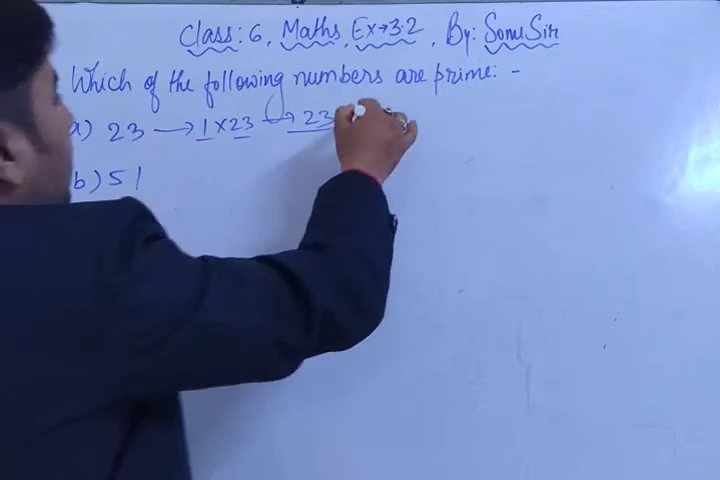 Class: 6, Maths, Ex→3.2, By: Sonu Sir
Which of the following numbers are prime: -
a) 23 → 1 x 23 → 23
b) 51